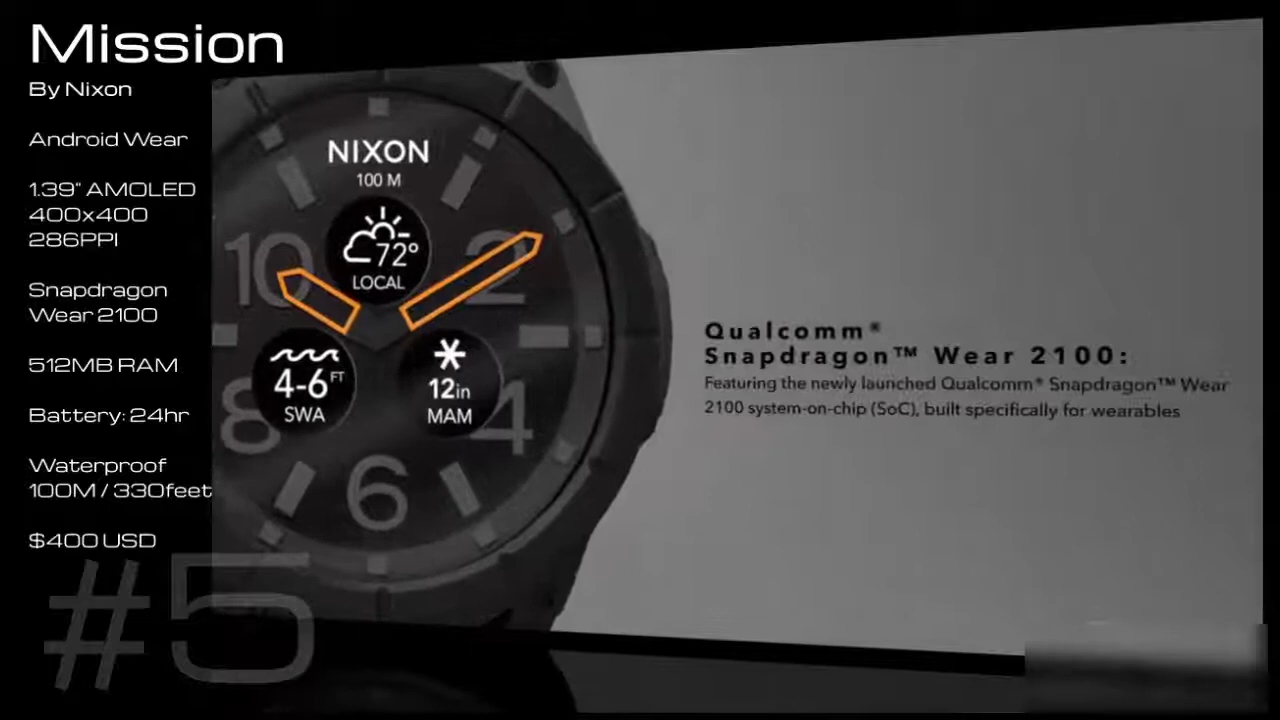 Mission
By Nixon
Android Wear
1.39" AMOLED
400x400
286PPI
Snapdragon
Wear 2100
512MB RAM
Battery: 24hr
Waterproof
100M / 330feet
$400 USD
#5
NIXON
100 M
72°
LOCAL
10
2
4-6FT
SWA
12in
MAM
8
4
6
Qualcomm®
Snapdragon™ Wear 2100:
Featuring the newly launched Qualcomm® Snapdragon™ Wear
2100 system-on-chip (SoC), built specifically for wearables